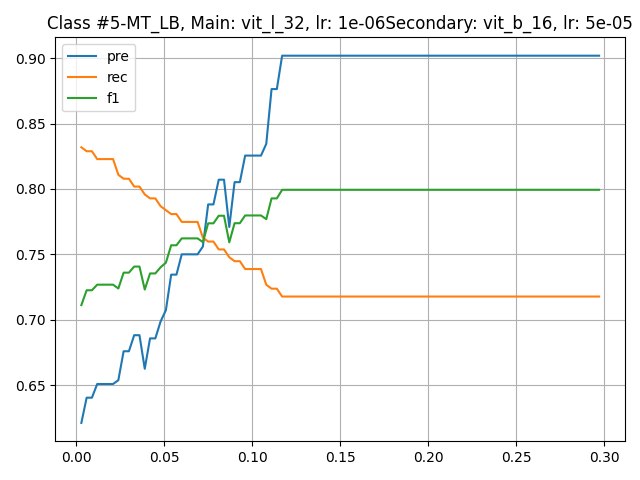 Class #5-MT_LB, Main: vit_l_32, lr: 1e-06Secondary: vit_b_16, lr: 5e-05
pre
rec
f1
0.90
0.85
0.80
0.75
0.70
0.65
0.00 0.05 0.10 0.15 0.20 0.25 0.30